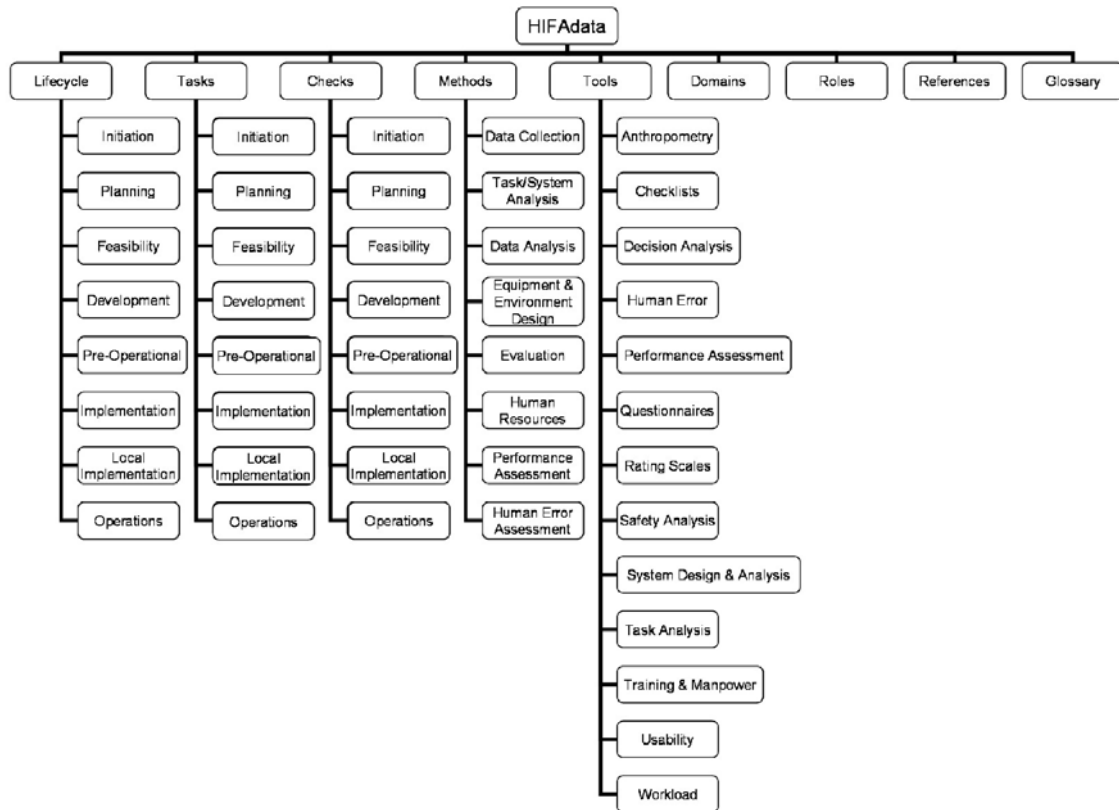 HIFAdata
Lifecycle
Tasks
Checks
Methods
Tools
Domains
Roles
References
Glossary
Initiation
Planning
Feasibility
Development
Pre-Operational
Implementation
Local
Implementation
Operations
Initiation
Planning
Feasibility
Development
Pre-Operational
Implementation
Local
Implementation
Operations
Initiation
Planning
Feasibility
Development
Pre-Operational
Implementation
Local
Implementation
Operations
Data Collection
Task/System
Analysis
Data Analysis
Equipment &
Environment
Design
Evaluation
Human
Resources
Performance
Assessment
Human Error
Assessment
Anthropometry
Checklists
Decision Analysis
Human Error
Performance Assessment
Questionnaires
Rating Scales
Safety Analysis
System Design & Analysis
Task Analysis
Training & Manpower
Usability
Workload